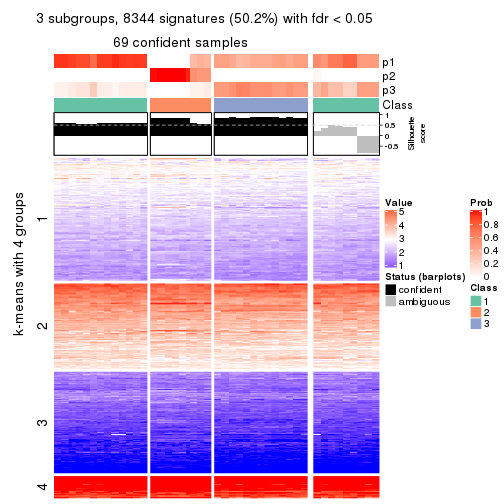 3 subgroups, 8344 signatures (50.2%) with fdr < 0.05
69 confident samples
p1
p2
p3
Class
1
0.5
0
-0.5
Silhouette
score
k-means with 4 groups
1
2
3
4
Value
5
4
3
2
1
Status (barplots)
confident
ambiguous
Prob
1
0.8
0.6
0.4
0.2
0
Class
1
2
3